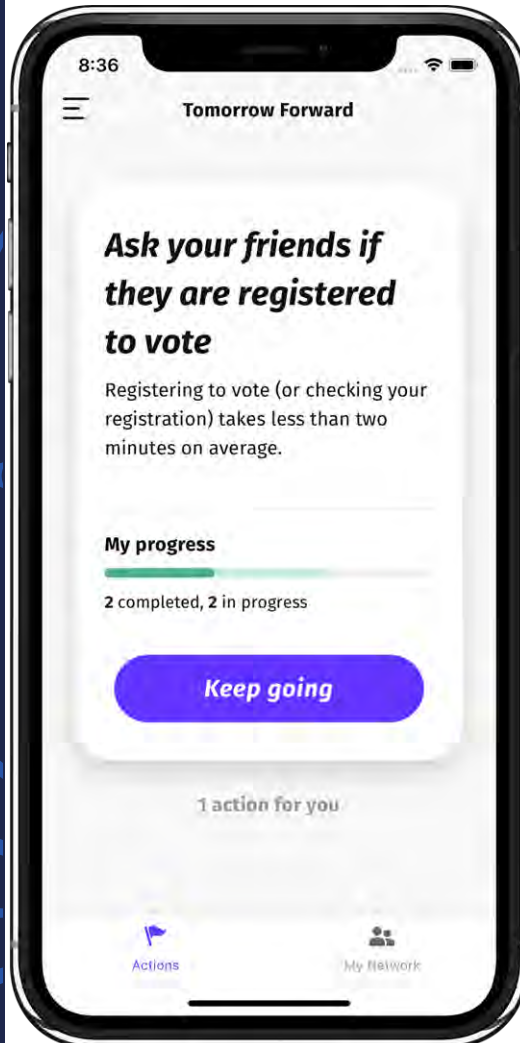 8:36
Tomorrow Forward
Ask your friends if
they are registered
to vote
Registering to vote (or checking your
registration) takes less than two
minutes on average.
My progress
2 completed, 2 in progress
Keep going
1 action for you
Actions
My Network